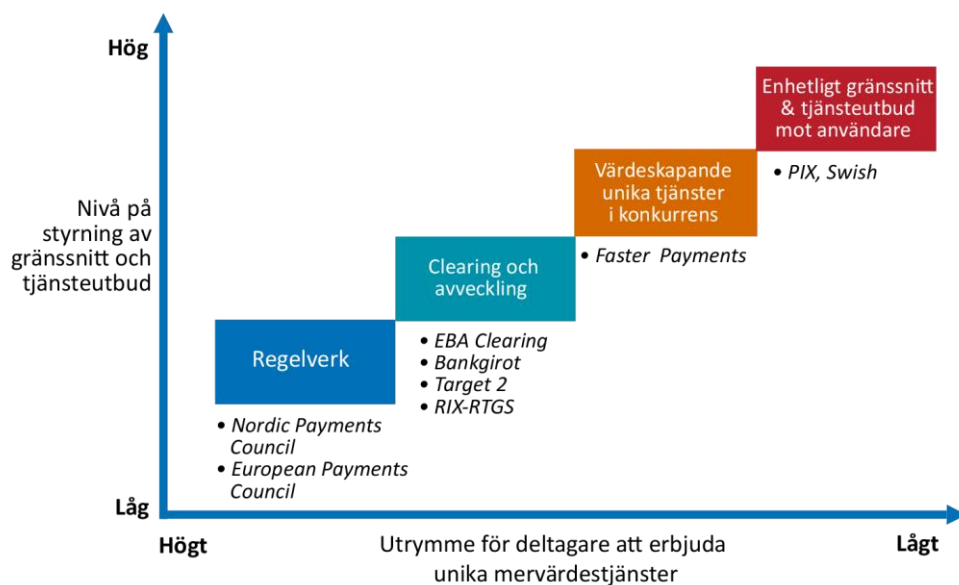 Hög
Nivå på
styrning av
gränssnitt och
tjänsteutbud
Låg
Enhetligt gränssnitt
& tjänsteutbud
mot användare
• PIX, Swish
Värdeskapande
unika tjänster
i konkurrens
• Faster Payments
Clearing och
avveckling
• EBA Clearing
• Bankgirot
• Target 2
• RIX-RTGS
Regelverk
• Nordic Payments
Council
• European Payments
Council
Högt
Utrymme för deltagare att erbjuda
unika mervärdestjänster
Lågt